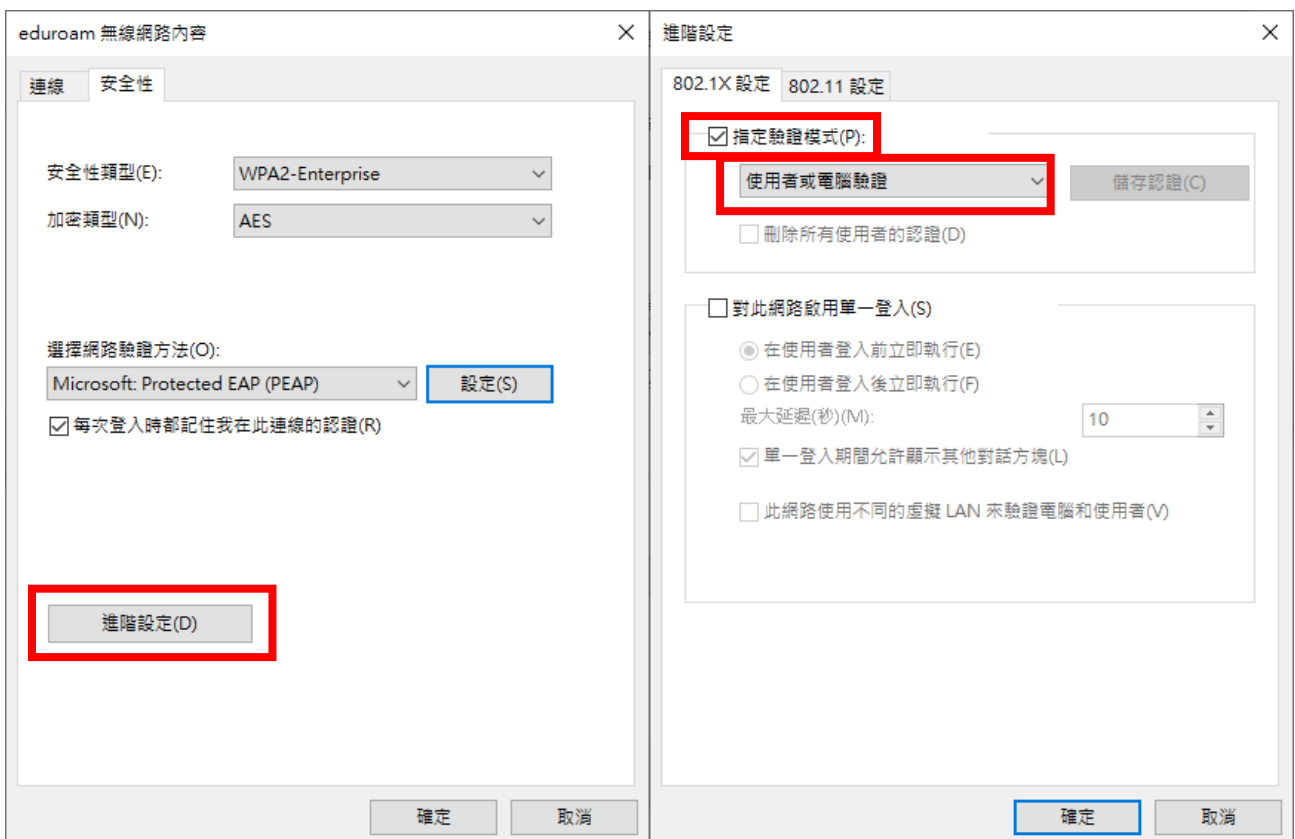 eduroam 無線網路內容
連線 安全性
安全性類型(E): WPA2-Enterprise
加密類型(N): AES
選擇網路驗證方法(O):
Microsoft: Protected EAP (PEAP) 設定(S)
每次登入時都記住我在此連線的認證(R)
進階設定(D)
確定 取消
進階設定
802.1X 設定 802.11 設定
指定驗證模式(P):
使用者或電腦驗證 儲存認證(C)
刪除所有使用者的認證(D)
對此網路啟用單一登入(S)
在使用者登入前立即執行(E)
在使用者登入後立即執行(F)
最大延遲(秒)(M): 10
單一登入期間允許顯示其他對話方塊(L)
此網路使用不同的虛擬 LAN 來驗證電腦和使用者(V)
確定 取消